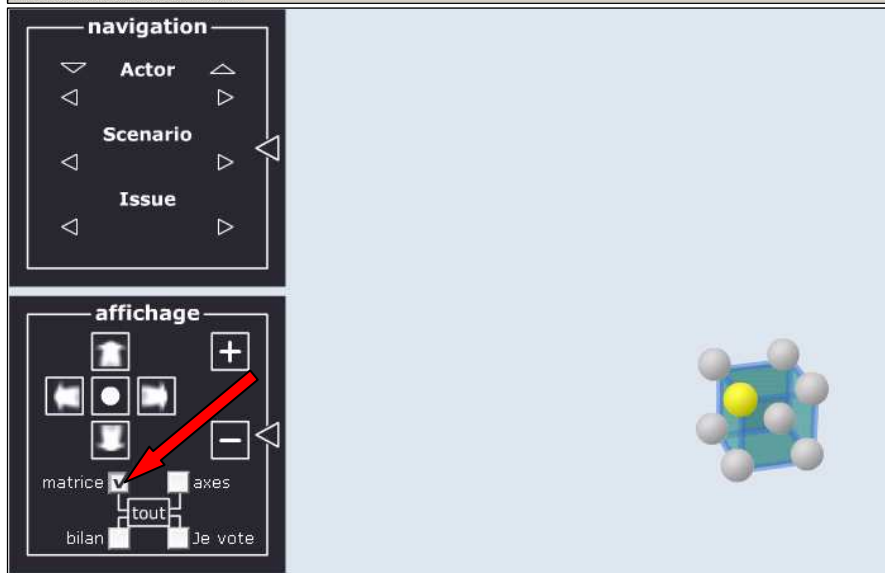 navigation
Actor
Scenario
Issue
affichage
+
-
matrice axes
tout
bilan Je vote